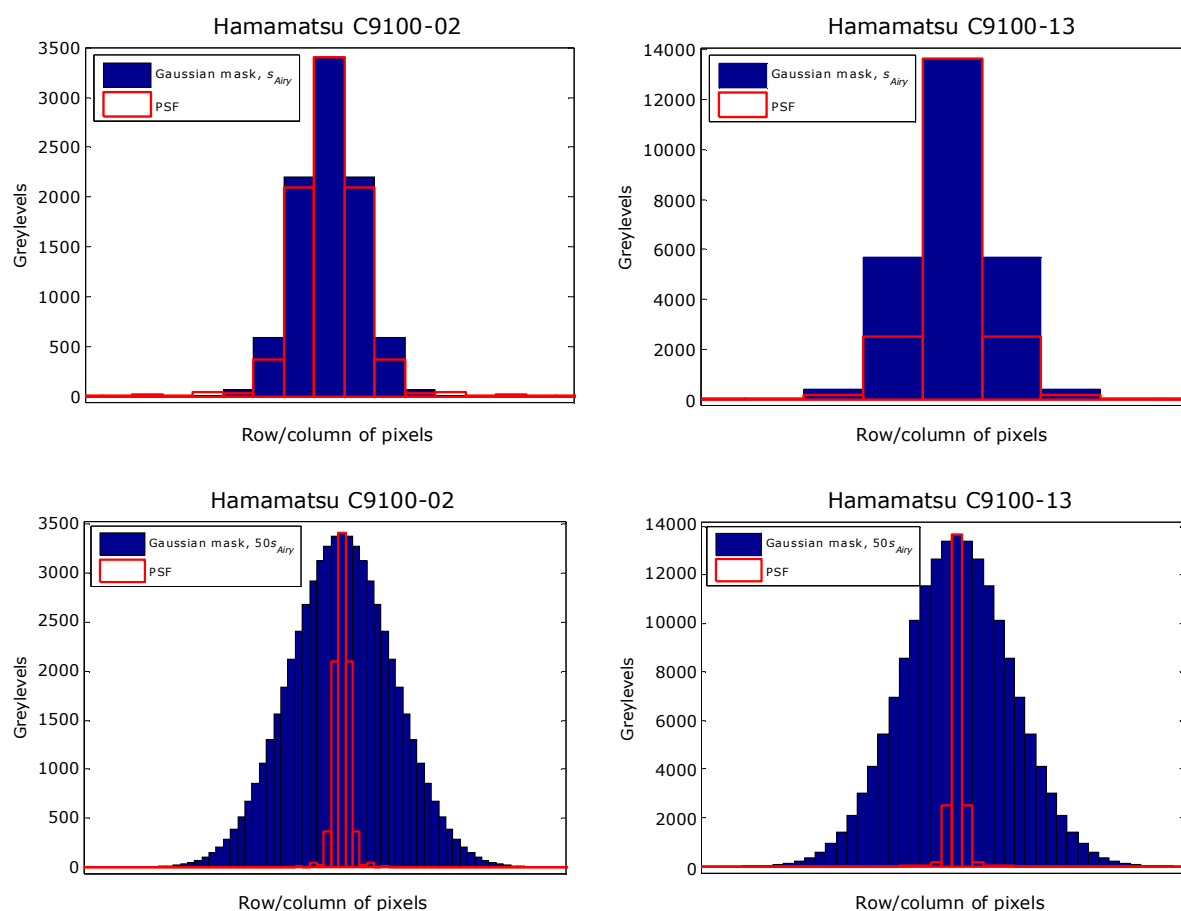 Hamamatsu C9100-02
3500
3000
2500
2000
1500
1000
500
0
Greylevels
Gaussian mask, s_Airy
PSF
Row/column of pixels
Hamamatsu C9100-13
14000
12000
10000
8000
6000
4000
2000
0
Greylevels
Gaussian mask, s_Airy
PSF
Row/column of pixels
Hamamatsu C9100-02
3500
3000
2500
2000
1500
1000
500
0
Greylevels
Gaussian mask, 50s_Airy
PSF
Row/column of pixels
Hamamatsu C9100-13
14000
12000
10000
8000
6000
4000
2000
0
Greylevels
Gaussian mask, 50s_Airy
PSF
Row/column of pixels